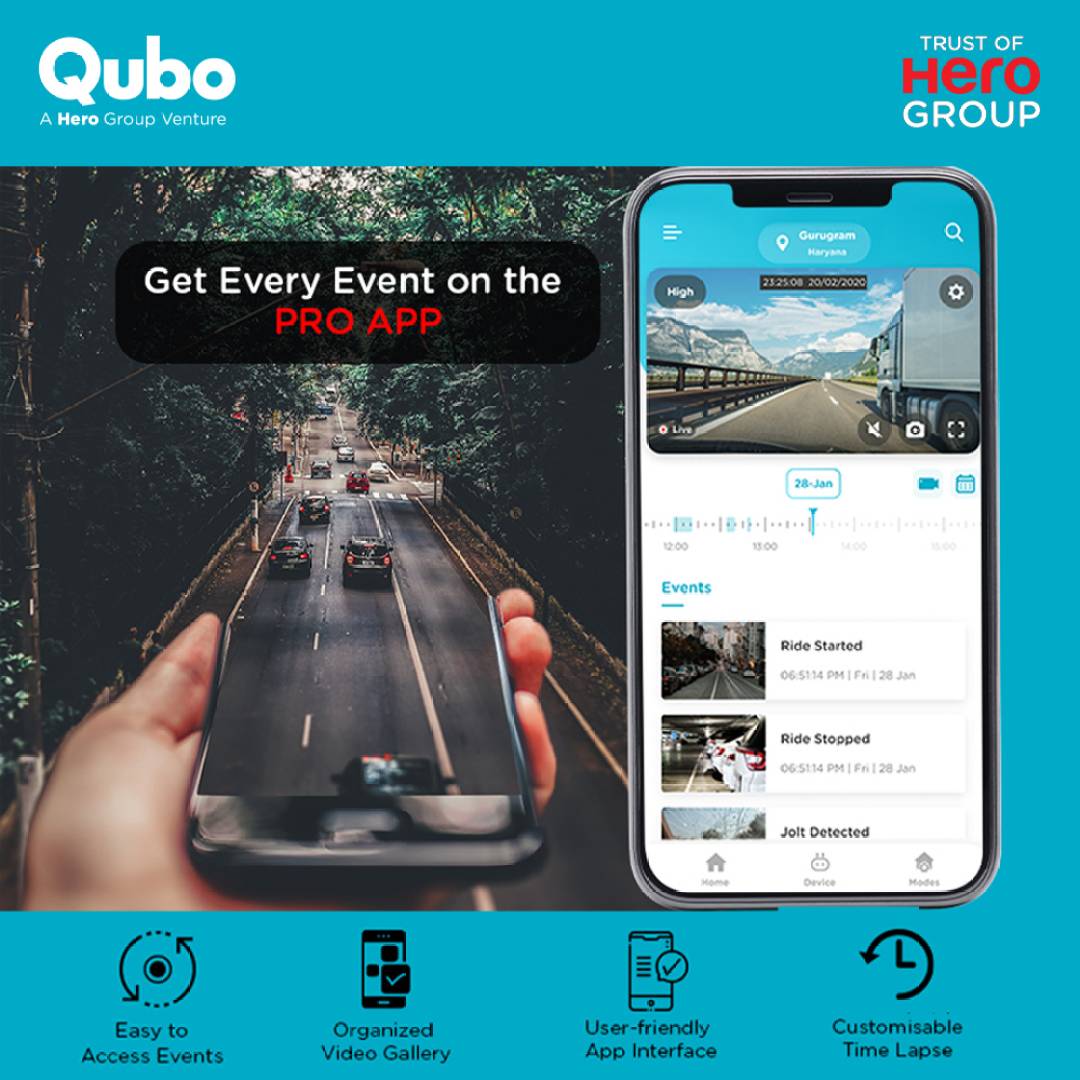 Qubo
A Hero Group Venture
TRUST OF
Hero
GROUP
Get Every Event on the
PRO APP
Gurugram
Haryana
High
23:25:08 20/02/2020
Live
28-Jan
12:00 13:00 14:00 15:00
Events
Ride Started
06:51:14 PM | Fri | 28 Jan
Ride Stopped
06:51:14 PM | Fri | 28 Jan
Jolt Detected
Home Device Modes
Easy to
Access Events
Organized
Video Gallery
User-friendly
App Interface
Customisable
Time Lapse